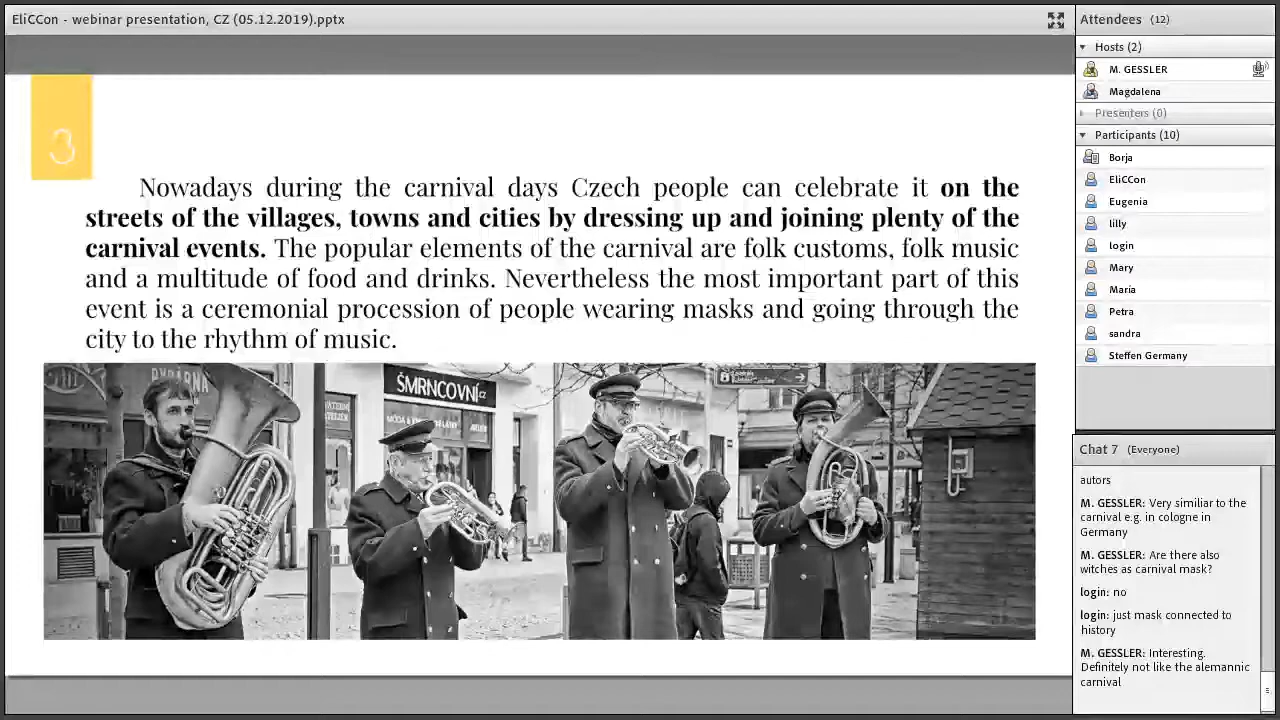 EliCCon - webinar presentation, CZ (05.12.2019).pptx
3
Nowadays during the carnival days Czech people can celebrate it on the
streets of the villages, towns and cities by dressing up and joining plenty of the
carnival events. The popular elements of the carnival are folk customs, folk music
and a multitude of food and drinks. Nevertheless the most important part of this
event is a ceremonial procession of people wearing masks and going through the
city to the rhythm of music.
ŠMRNCOVNÍ.cz
Attendees (12)
Hosts (2)
M. GESSLER
Magdalena
Presenters (0)
Participants (10)
Borja
EliCCon
Eugenia
lilly
login
Mary
María
Petra
sandra
Steffen Germany
Chat 7 (Everyone)
autors
M. GESSLER: Very similiar to the
carnival e.g. in cologne in
Germany
M. GESSLER: Are there also
witches as carnival mask?
login: no
login: just mask connected to
history
M. GESSLER: Interesting.
Definitely not like the alemannic
carnival